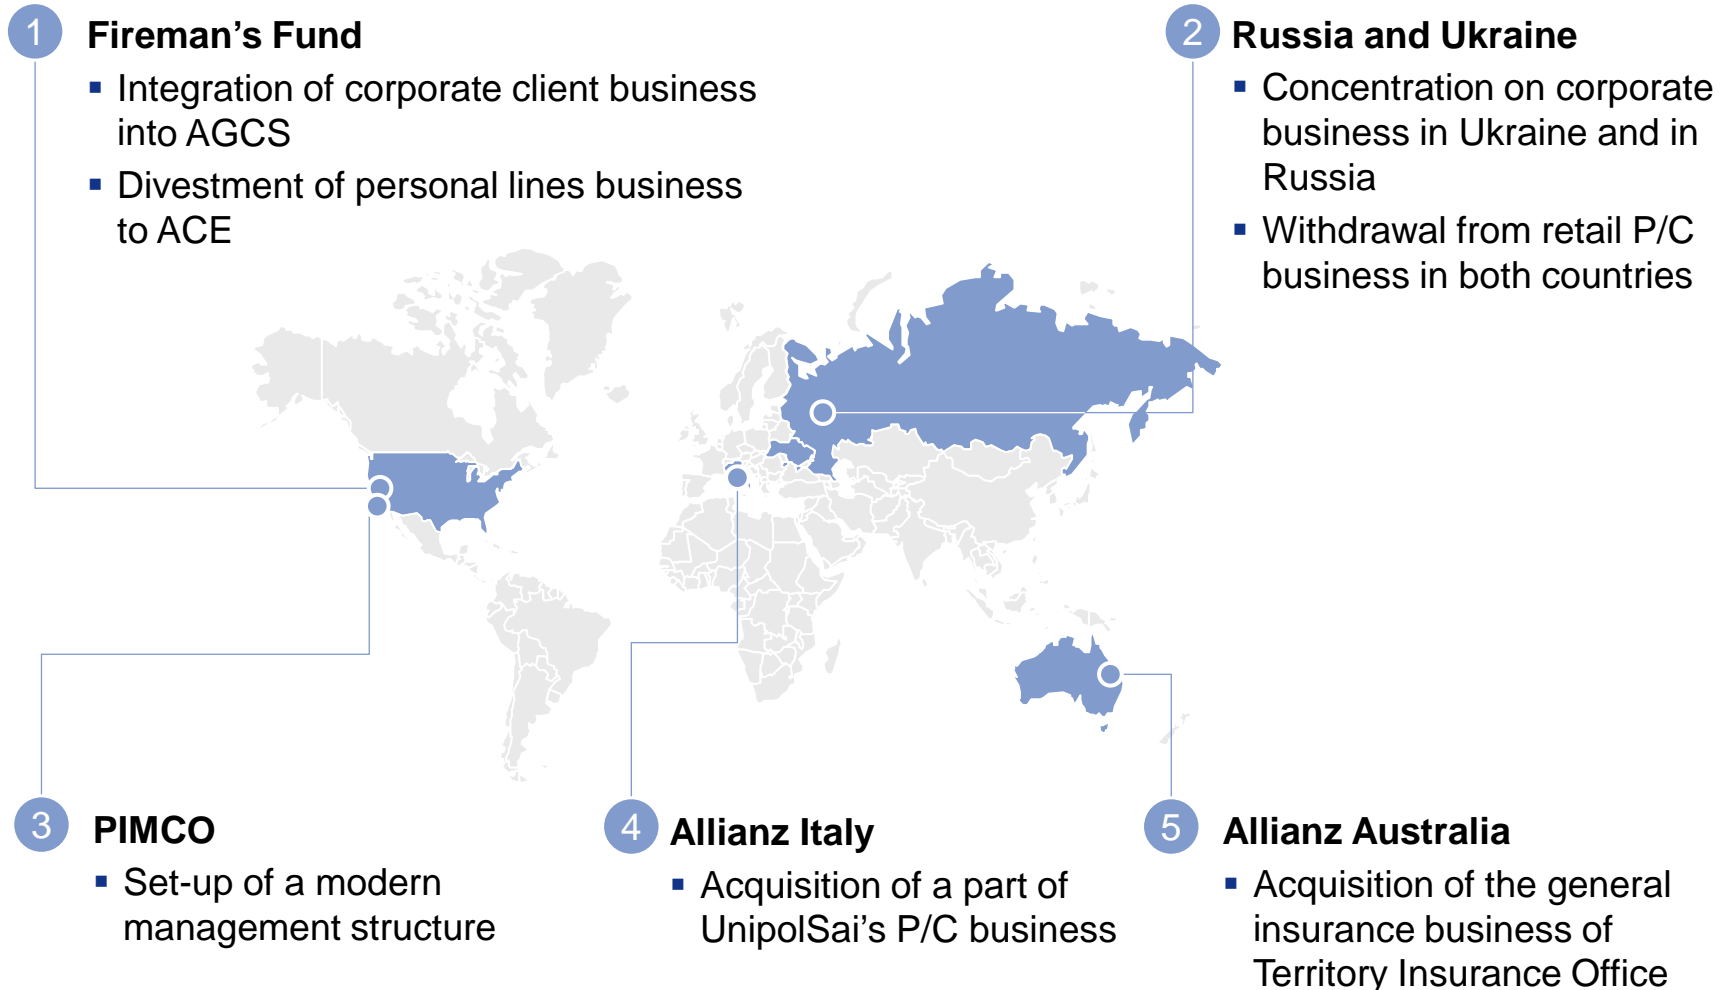 1
Fireman’s Fund
▪ Integration of corporate client business
into AGCS
▪ Divestment of personal lines business
to ACE
2
Russia and Ukraine
▪ Concentration on corporate
business in Ukraine and in
Russia
▪ Withdrawal from retail P/C
business in both countries
3
PIMCO
▪ Set-up of a modern
management structure
4
Allianz Italy
▪ Acquisition of a part of
UnipolSai’s P/C business
5
Allianz Australia
▪ Acquisition of the general
insurance business of
Territory Insurance Office